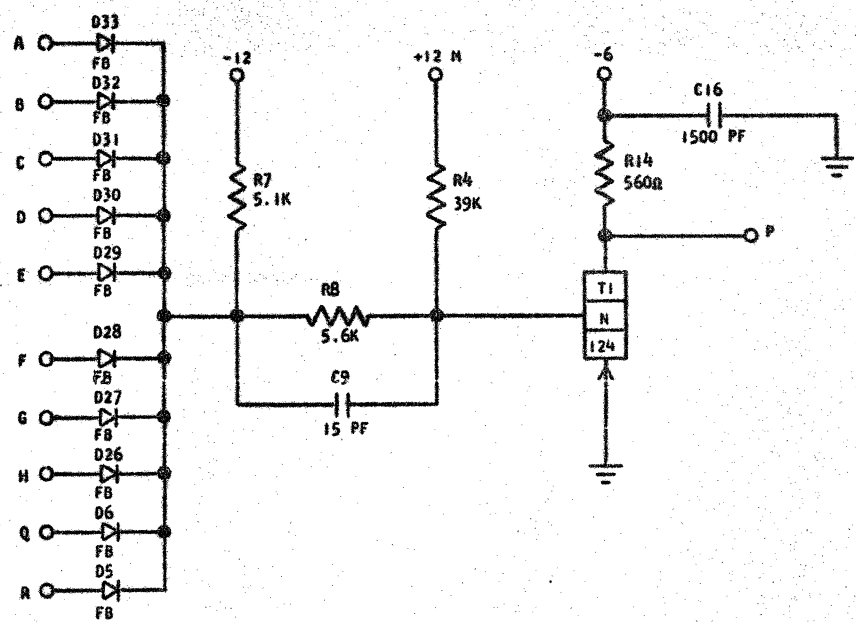 D33
A
FB
D32
B
FB
D31
C
FB
D30
D
FB
D29
E
FB
D28
F
FB
D27
G
FB
D26
H
FB
D6
Q
FB
D5
R
FB
-12
R7
5.1K
+12 M
R4
39K
R8
5.6K
C9
15 PF
-6
C16
1500 PF
R14
560Ω
P
T1
N
124